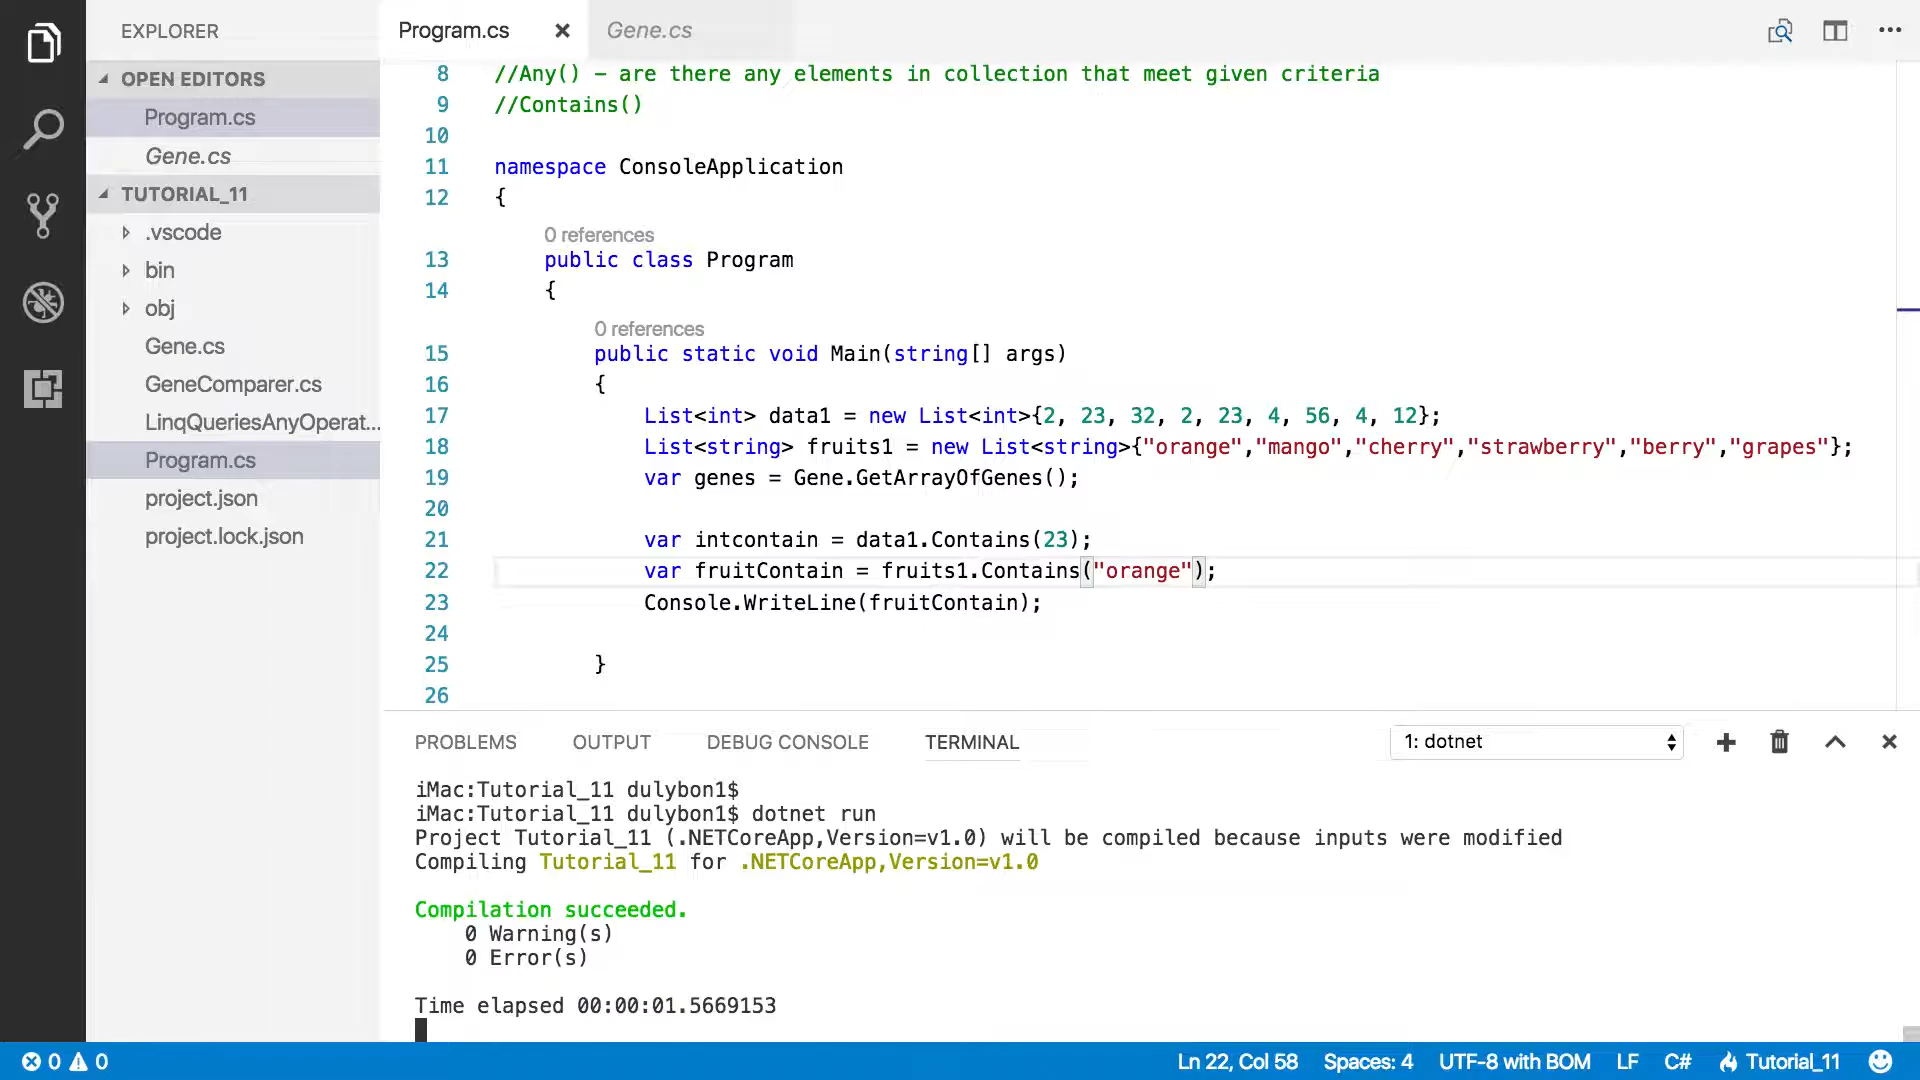 EXPLORER
OPEN EDITORS
Program.cs
Gene.cs
TUTORIAL_11
.vscode
bin
obj
Gene.cs
GeneComparer.cs
LinqQueriesAnyOperat...
Program.cs
project.json
project.lock.json
Program.cs
Gene.cs
8 //Any() - are there any elements in collection that meet given criteria
9 //Contains()
10
11 namespace ConsoleApplication
12 {
0 references
13 public class Program
14 {
0 references
15 public static void Main(string[] args)
16 {
17 List<int> data1 = new List<int>{2, 23, 32, 2, 23, 4, 56, 4, 12};
18 List<string> fruits1 = new List<string>{"orange","mango","cherry","strawberry","berry","grapes"};
19 var genes = Gene.GetArrayOfGenes();
20
21 var intcontain = data1.Contains(23);
22 var fruitContain = fruits1.Contains("orange");
23 Console.WriteLine(fruitContain);
24
25 }
26
PROBLEMS OUTPUT DEBUG CONSOLE TERMINAL 1: dotnet
iMac:Tutorial_11 dulybon1$
iMac:Tutorial_11 dulybon1$ dotnet run
Project Tutorial_11 (.NETCoreApp,Version=v1.0) will be compiled because inputs were modified
Compiling Tutorial_11 for .NETCoreApp,Version=v1.0
Compilation succeeded.
0 Warning(s)
0 Error(s)
Time elapsed 00:00:01.5669153
0 0 Ln 22, Col 58 Spaces: 4 UTF-8 with BOM LF C# Tutorial_11